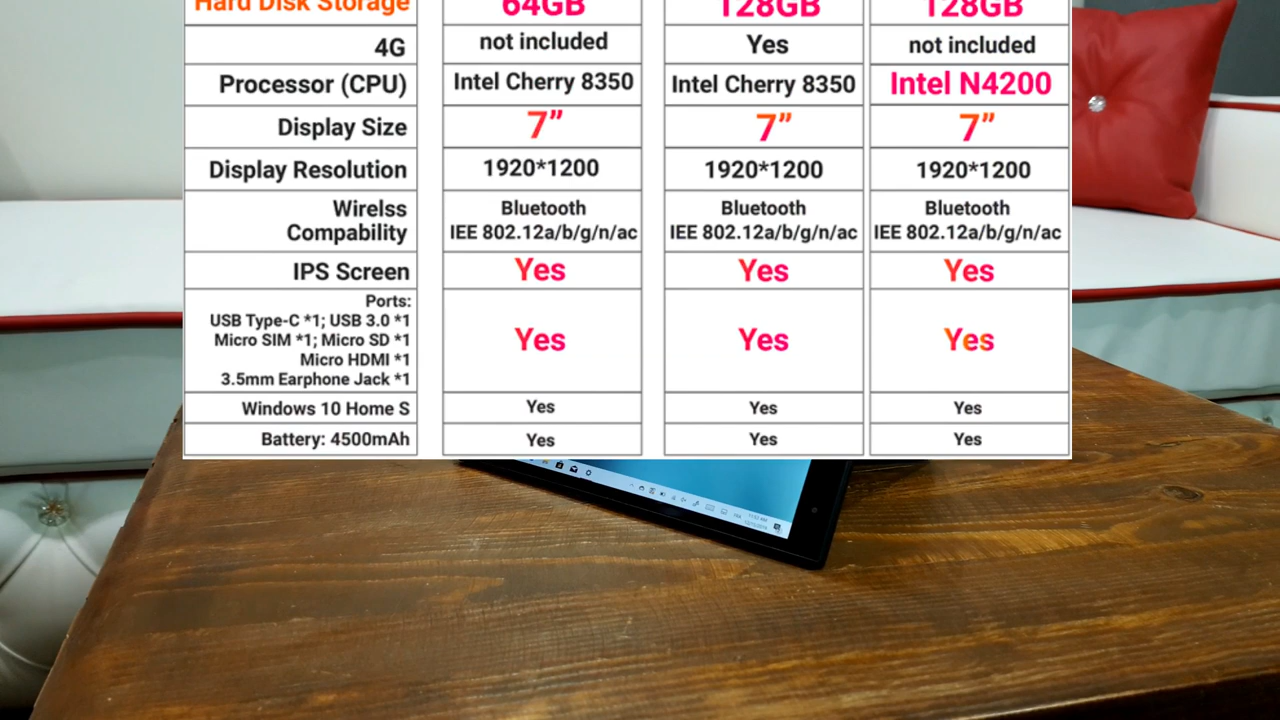 Hard Disk Storage 64GB 128GB 128GB
4G not included Yes not included
Processor (CPU) Intel Cherry 8350 Intel Cherry 8350 Intel N4200
Display Size 7” 7” 7”
Display Resolution 1920*1200 1920*1200 1920*1200
Wirelss
Compability
Bluetooth Bluetooth Bluetooth
IEE 802.12a/b/g/n/ac IEE 802.12a/b/g/n/ac IEE 802.12a/b/g/n/ac
IPS Screen Yes Yes Yes
Ports:
USB Type-C *1; USB 3.0 *1
Micro SIM *1; Micro SD *1
Micro HDMI *1
3.5mm Earphone Jack *1
Yes Yes Yes
Windows 10 Home S Yes Yes Yes
Battery: 4500mAh Yes Yes Yes